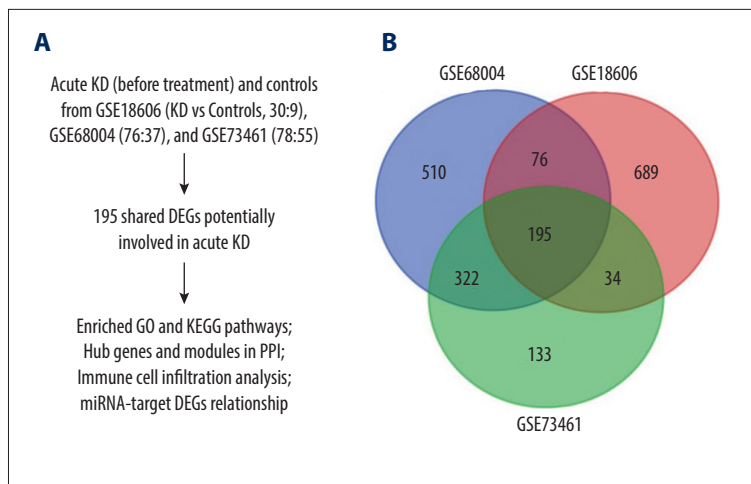 A
Acute KD (before treatment) and controls
from GSE18606 (KD vs Controls, 30:9),
GSE68004 (76:37), and GSE73461 (78:55)
195 shared DEGs potentially
involved in acute KD
Enriched GO and KEGG pathways;
Hub genes and modules in PPI;
Immune cell infiltration analysis;
miRNA-target DEGs relationship
B
GSE68004
GSE18606
510
76
689
195
322
34
133
GSE73461